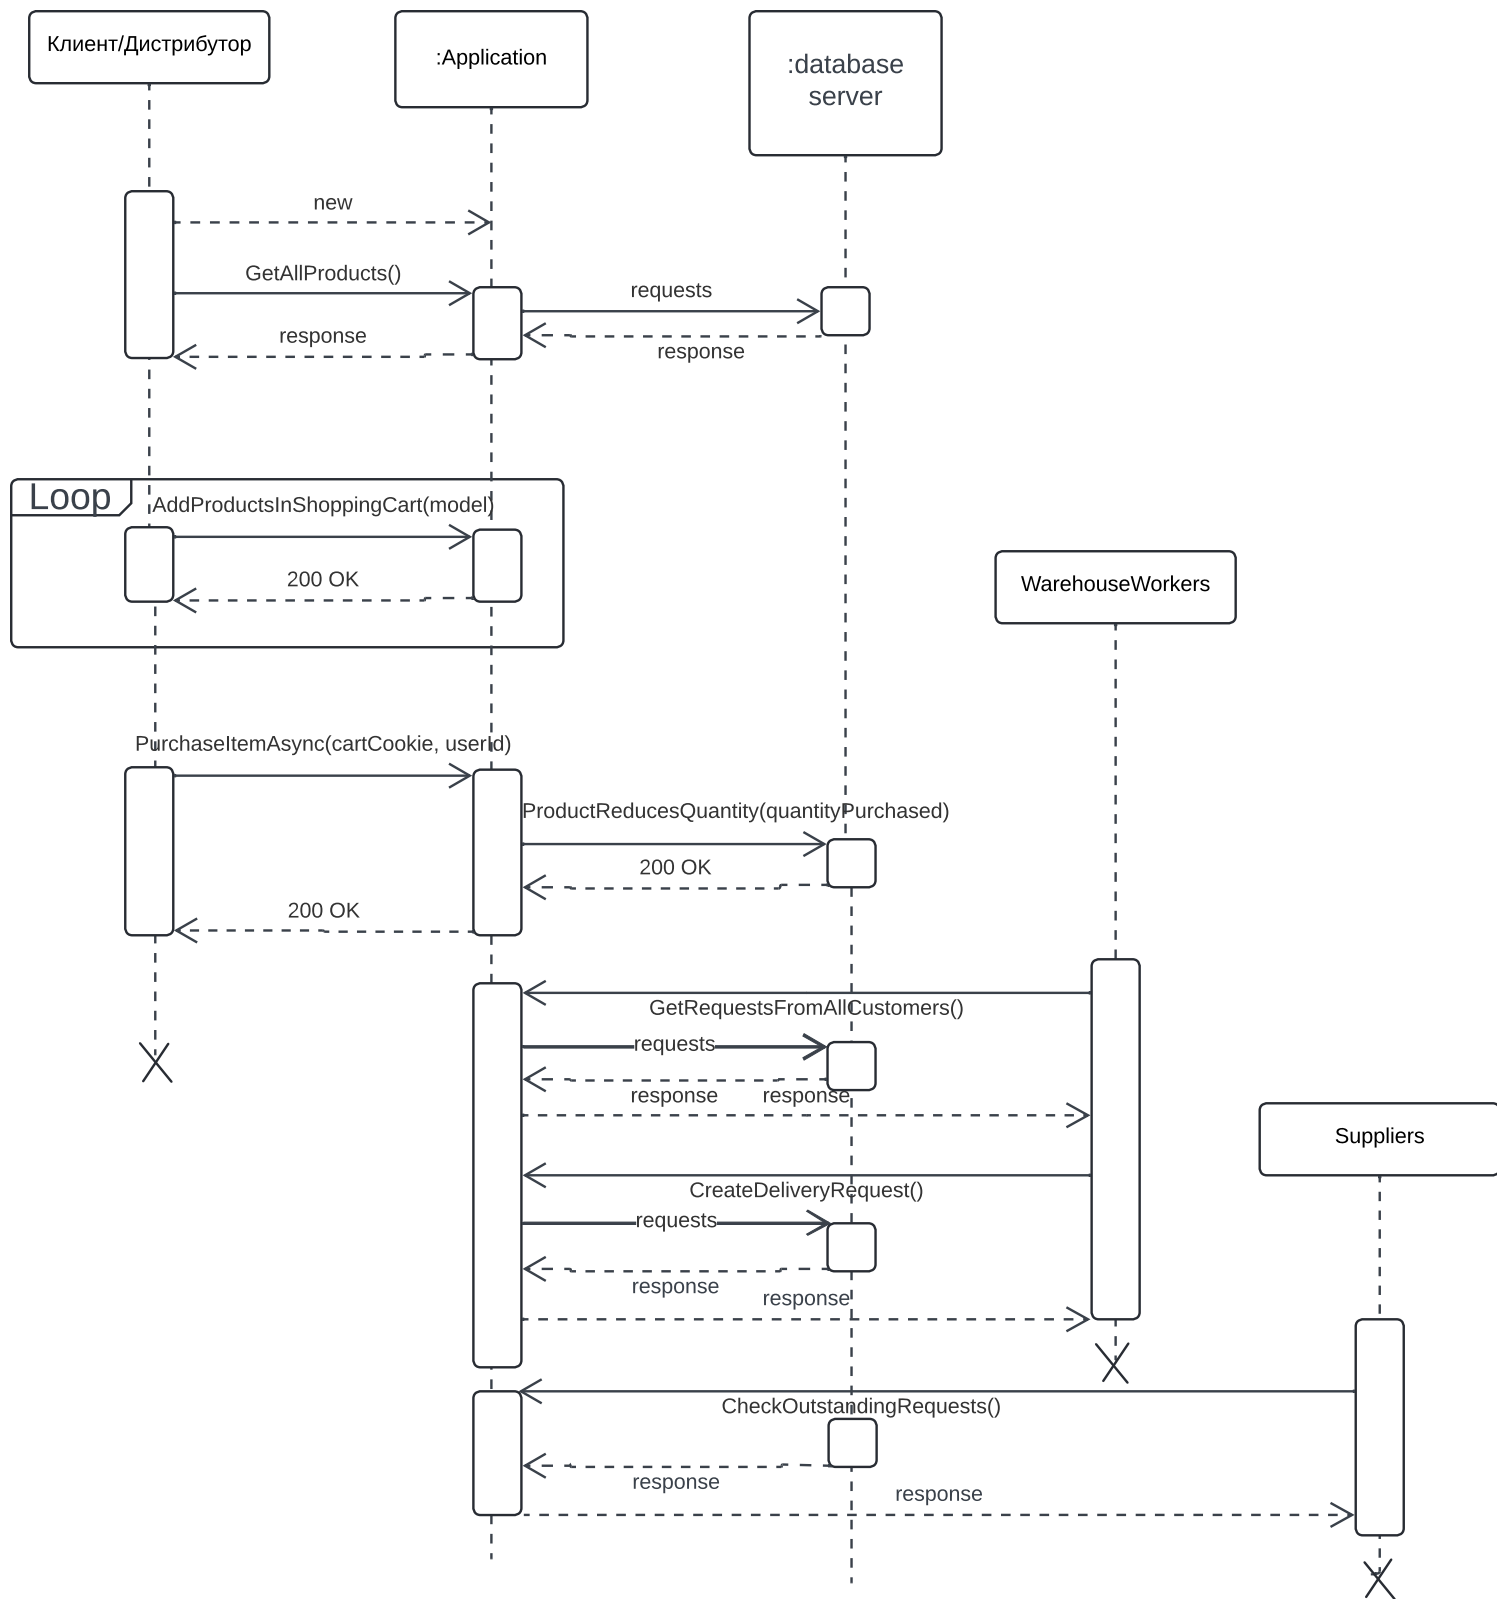 Клиент/Дистрибутор
:Application
:database
server
new
GetAllProducts()
requests
response
response
Loop
AddProductsInShoppingCart(model)
200 OK
WarehouseWorkers
PurchaseItemAsync(cartCookie, userId)
ProductReducesQuantity(quantityPurchased)
200 OK
200 OK
GetRequestsFromAllCustomers()
requests
response
response
Suppliers
CreateDeliveryRequest()
requests
response
response
CheckOutstandingRequests()
response
response